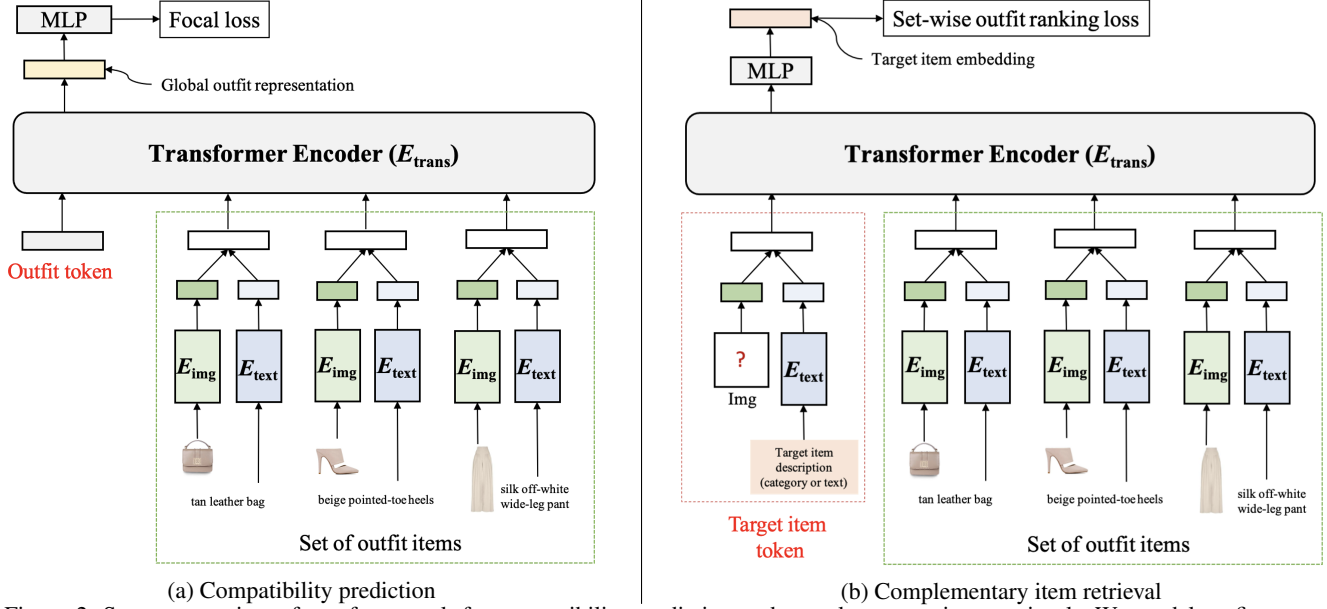 MLP
Focal loss
Global outfit representation
Transformer Encoder (Etrans)
Outfit token
Eimg
Etext
Eimg
Etext
Eimg
Etext
tan leather bag
beige pointed-toe heels
silk off-white
wide-leg pant
Set of outfit items
(a) Compatibility prediction
Set-wise outfit ranking loss
Target item embedding
MLP
Transformer Encoder (Etrans)
?
Img
Etext
Target item
description
(category or text)
Target item
token
Eimg
Etext
Eimg
Etext
Eimg
Etext
tan leather bag
beige pointed-toe heels
silk off-white
wide-leg pant
Set of outfit items
(b) Complementary item retrieval